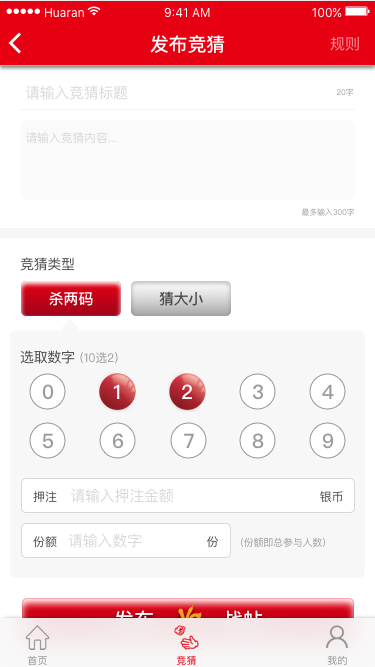 Huaran 9:41 AM 100%
发布竞猜 规则
请输入竞猜标题 20字
请输入竞猜内容...
最多输入300字
竞猜类型
杀两码 猜大小
选取数字 (10选2)
0 1 2 3 4
5 6 7 8 9
押注 请输入押注金额 银币
份额 请输入数字 份 (份额即总参与人数)
发布 战帖
首页 竞猜 我的